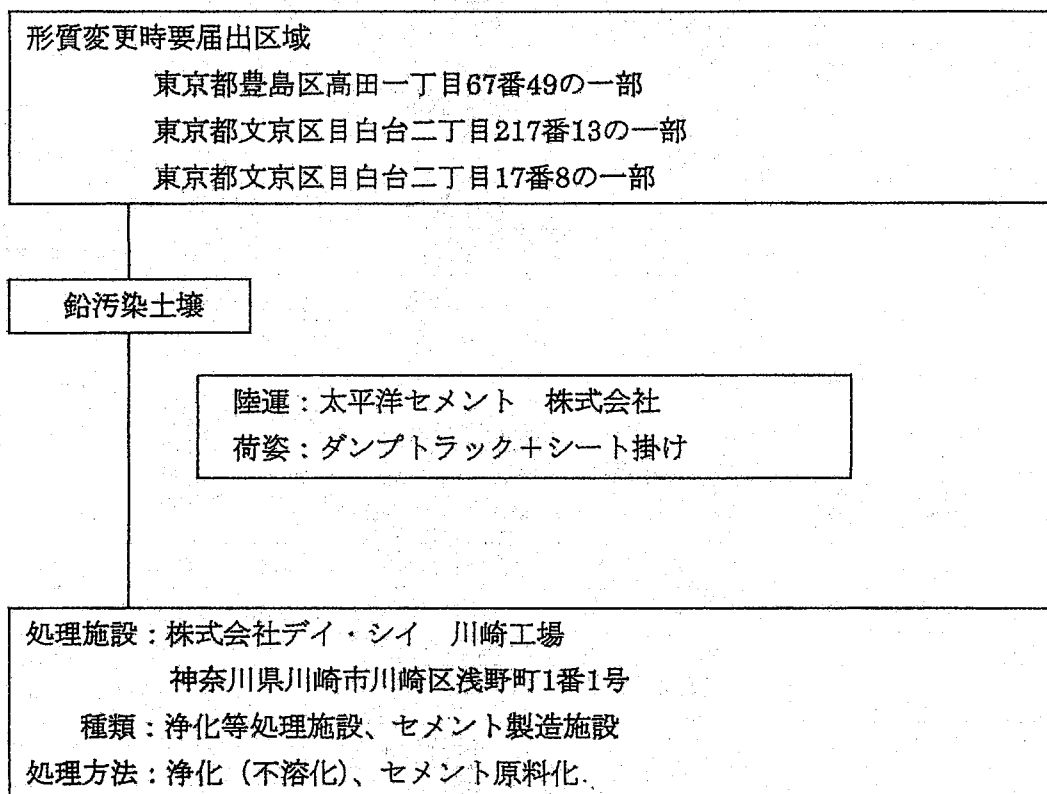 形質変更時要届出区域
東京都豊島区高田一丁目67番49の一部
東京都文京区目白台二丁目217番13の一部
東京都文京区目白台二丁目17番8の一部
鉛汚染土壌
陸運：太平洋セメント　株式会社
荷姿：ダンプトラック＋シート掛け
処理施設：株式会社デイ・シイ　川崎工場
神奈川県川崎市川崎区浅野町1番1号
種類：浄化等処理施設、セメント製造施設
処理方法：浄化（不溶化）、セメント原料化